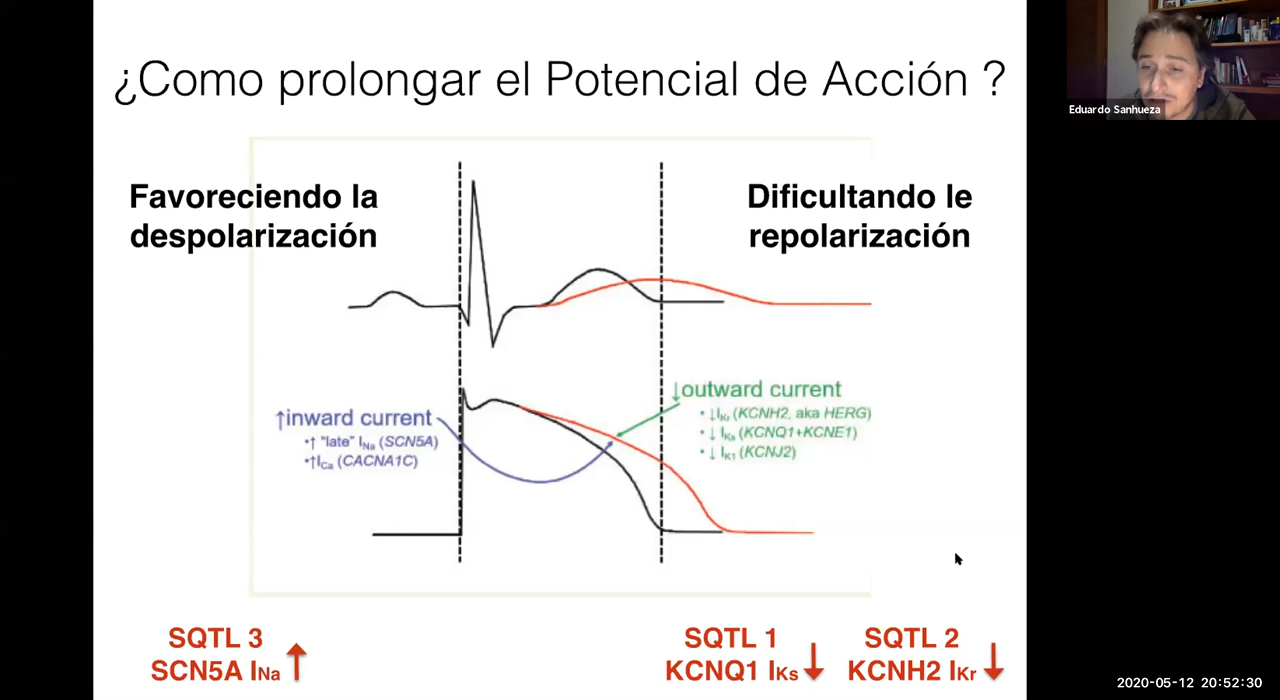 ¿Como prolongar el Potencial de Acción ?
Eduardo Sanhueza
Favoreciendo la
despolarización
Dificultando le
repolarización
↑inward current
•↑ "late" INa (SCN5A)
•↑ICa (CACNA1C)
↓outward current
• ↓IKr (KCNH2, aka HERG)
• ↓ IKs (KCNQ1+KCNE1)
• ↓ IK1 (KCNJ2)
SQTL 3
SCN5A INa ↑
SQTL 1
KCNQ1 IKs ↓
SQTL 2
KCNH2 IKr ↓
2020-05-12 20:52:30